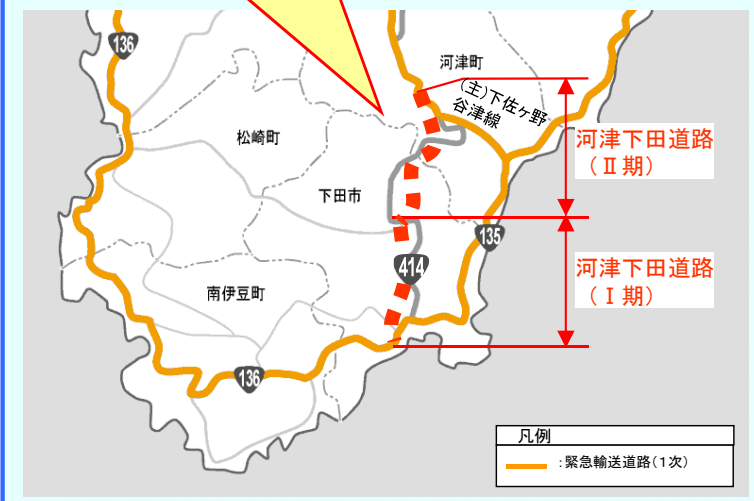 136
河津町
(主)下佐ヶ野
谷津線
松崎町
河津下田道路
（Ⅱ期）
下田市
135
414
河津下田道路
（Ⅰ期）
南伊豆町
136
凡例
：緊急輸送道路（1次）